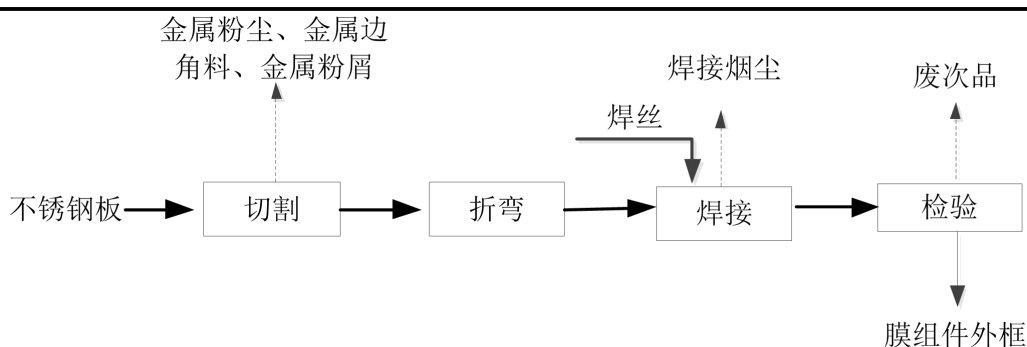 金属粉尘、金属边
角料、金属粉屑
焊接烟尘
废次品
焊丝
不锈钢板
切割
折弯
焊接
检验
膜组件外框